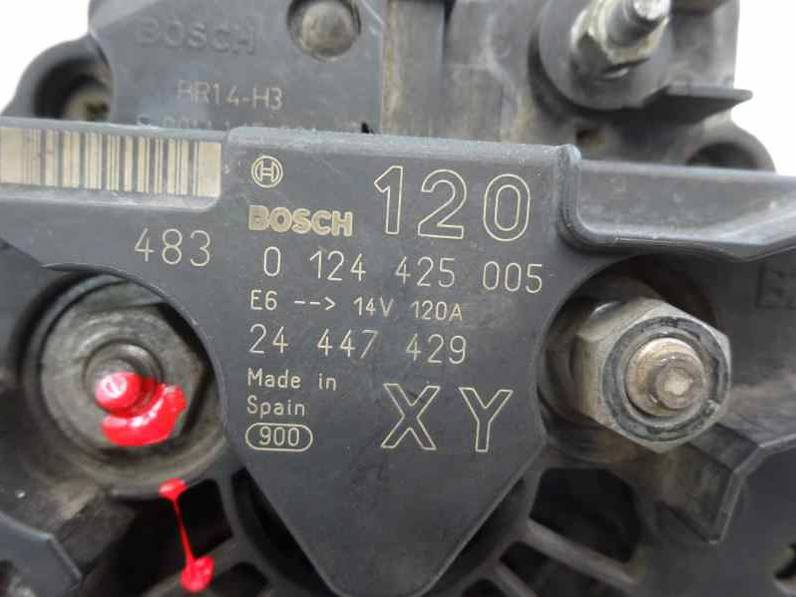 BOSCH
BR14-H3
120
BOSCH
483
0 124 425 005
E6 --> 14V 120A
24 447 429
Made in
Spain
900
XY